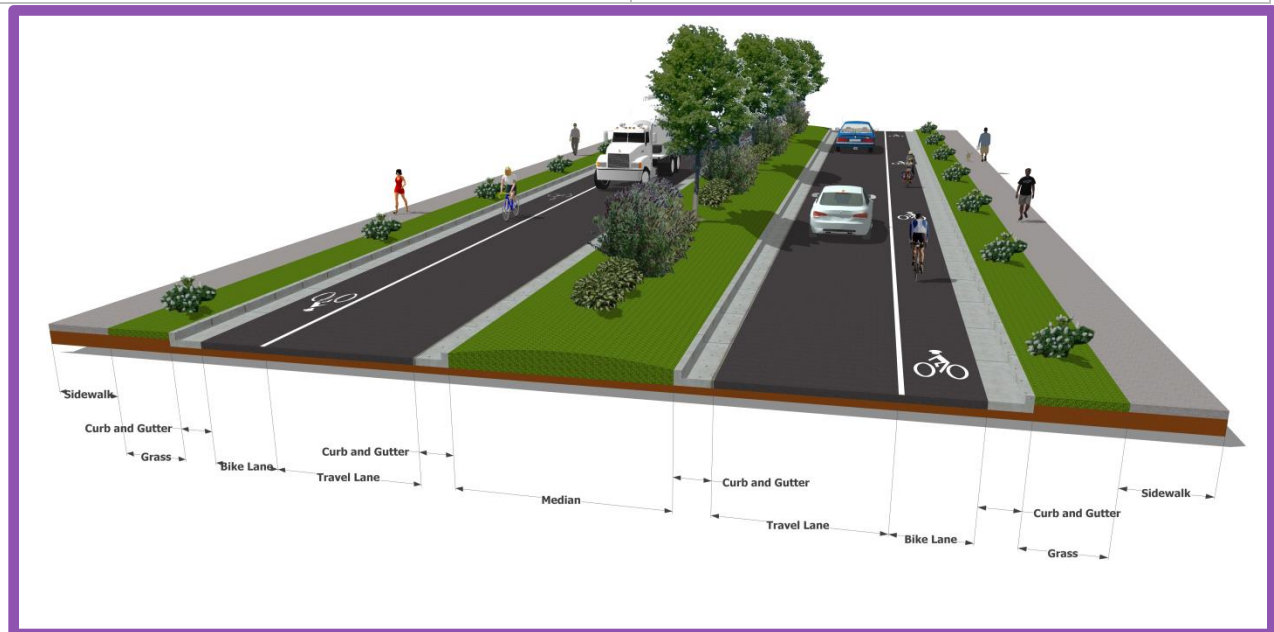 Sidewalk
Curb and Gutter
Grass
Bike Lane
Travel Lane
Curb and Gutter
Median
Curb and Gutter
Travel Lane
Bike Lane
Curb and Gutter
Grass
Sidewalk